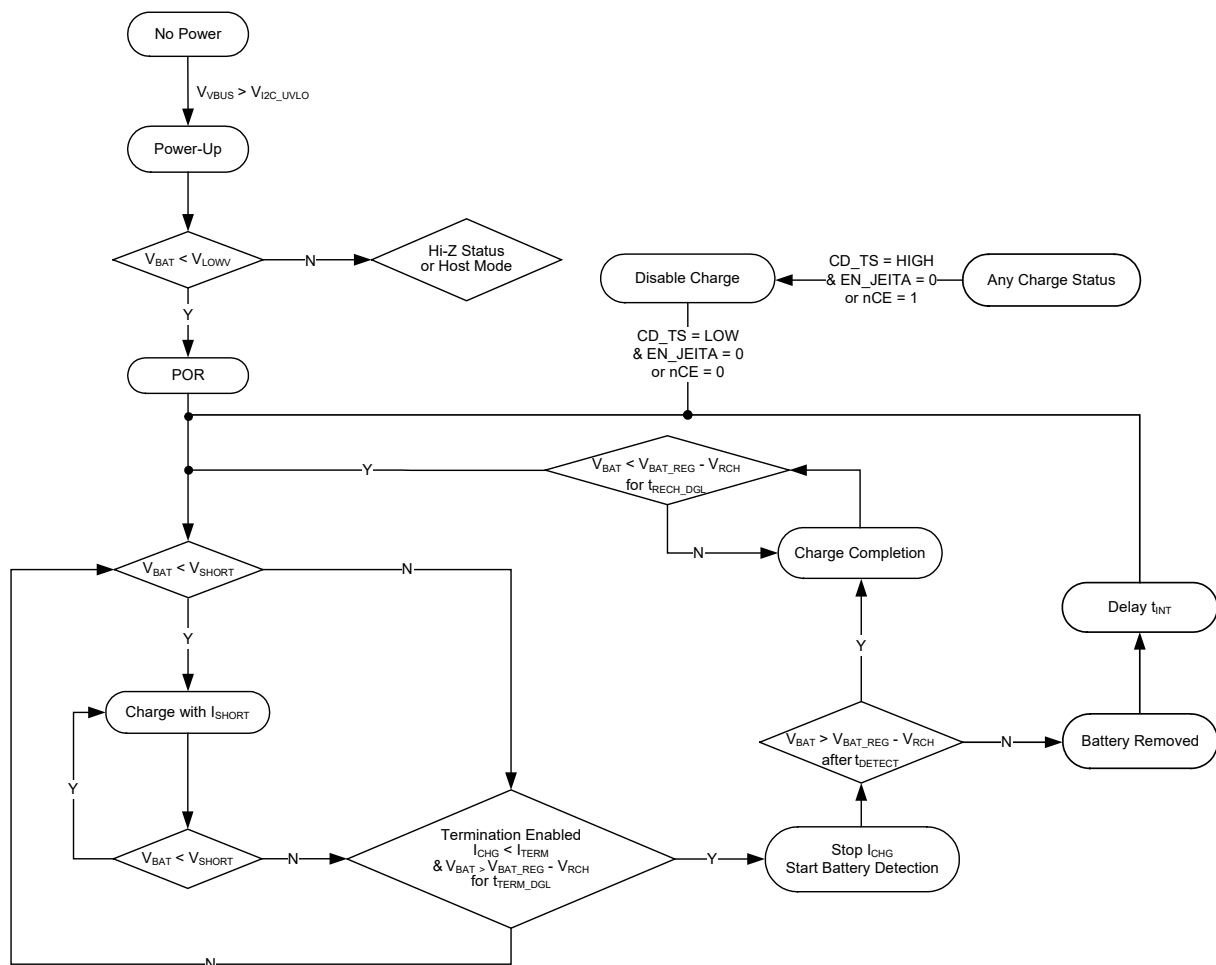 No Power
VVBUS > VI2C_UVLO
Power-Up
VBAT < VLOWV
N
Hi-Z Status
or Host Mode
Y
POR
Disable Charge
CD_TS = HIGH
& EN_JEITA = 0
or nCE = 1
Any Charge Status
CD_TS = LOW
& EN_JEITA = 0
or nCE = 0
Y
VBAT < VBAT_REG - VRCH
for tRECH_DGL
N
Charge Completion
VBAT < VSHORT
N
Y
Delay tINT
Y
Charge with ISHORT
VBAT > VBAT_REG - VRCH
after tDETECT
N
Battery Removed
Y
VBAT < VSHORT
N
Termination Enabled
ICHG < ITERM
& VBAT > VBAT_REG - VRCH
for tTERM_DGL
Y
Stop ICHG
Start Battery Detection
N